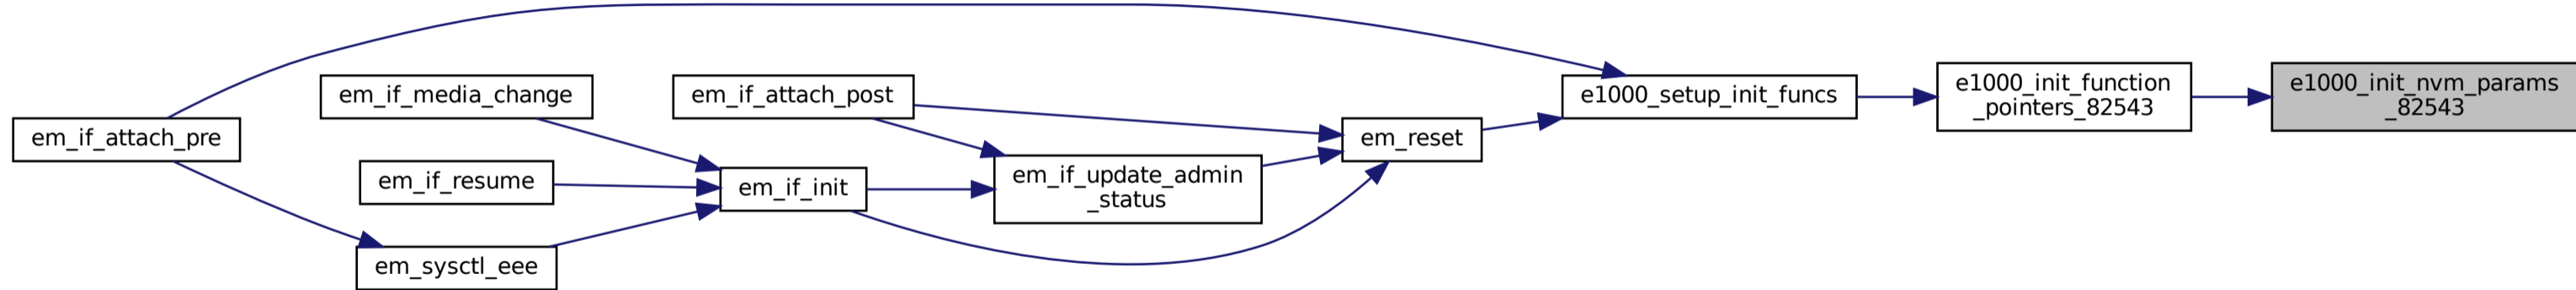 em_if_attach_pre
em_if_media_change
em_if_resume
em_sysctl_eee
em_if_attach_post
em_if_init
em_if_update_admin
_status
em_reset
e1000_setup_init_funcs
e1000_init_function
_pointers_82543
e1000_init_nvm_params
_82543